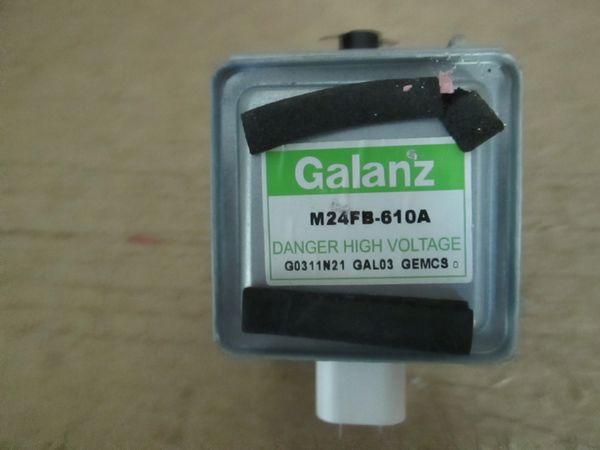 Galanz
M24FB-610A
DANGER HIGH VOLTAGE
G0311N21 GAL03 GEMCS